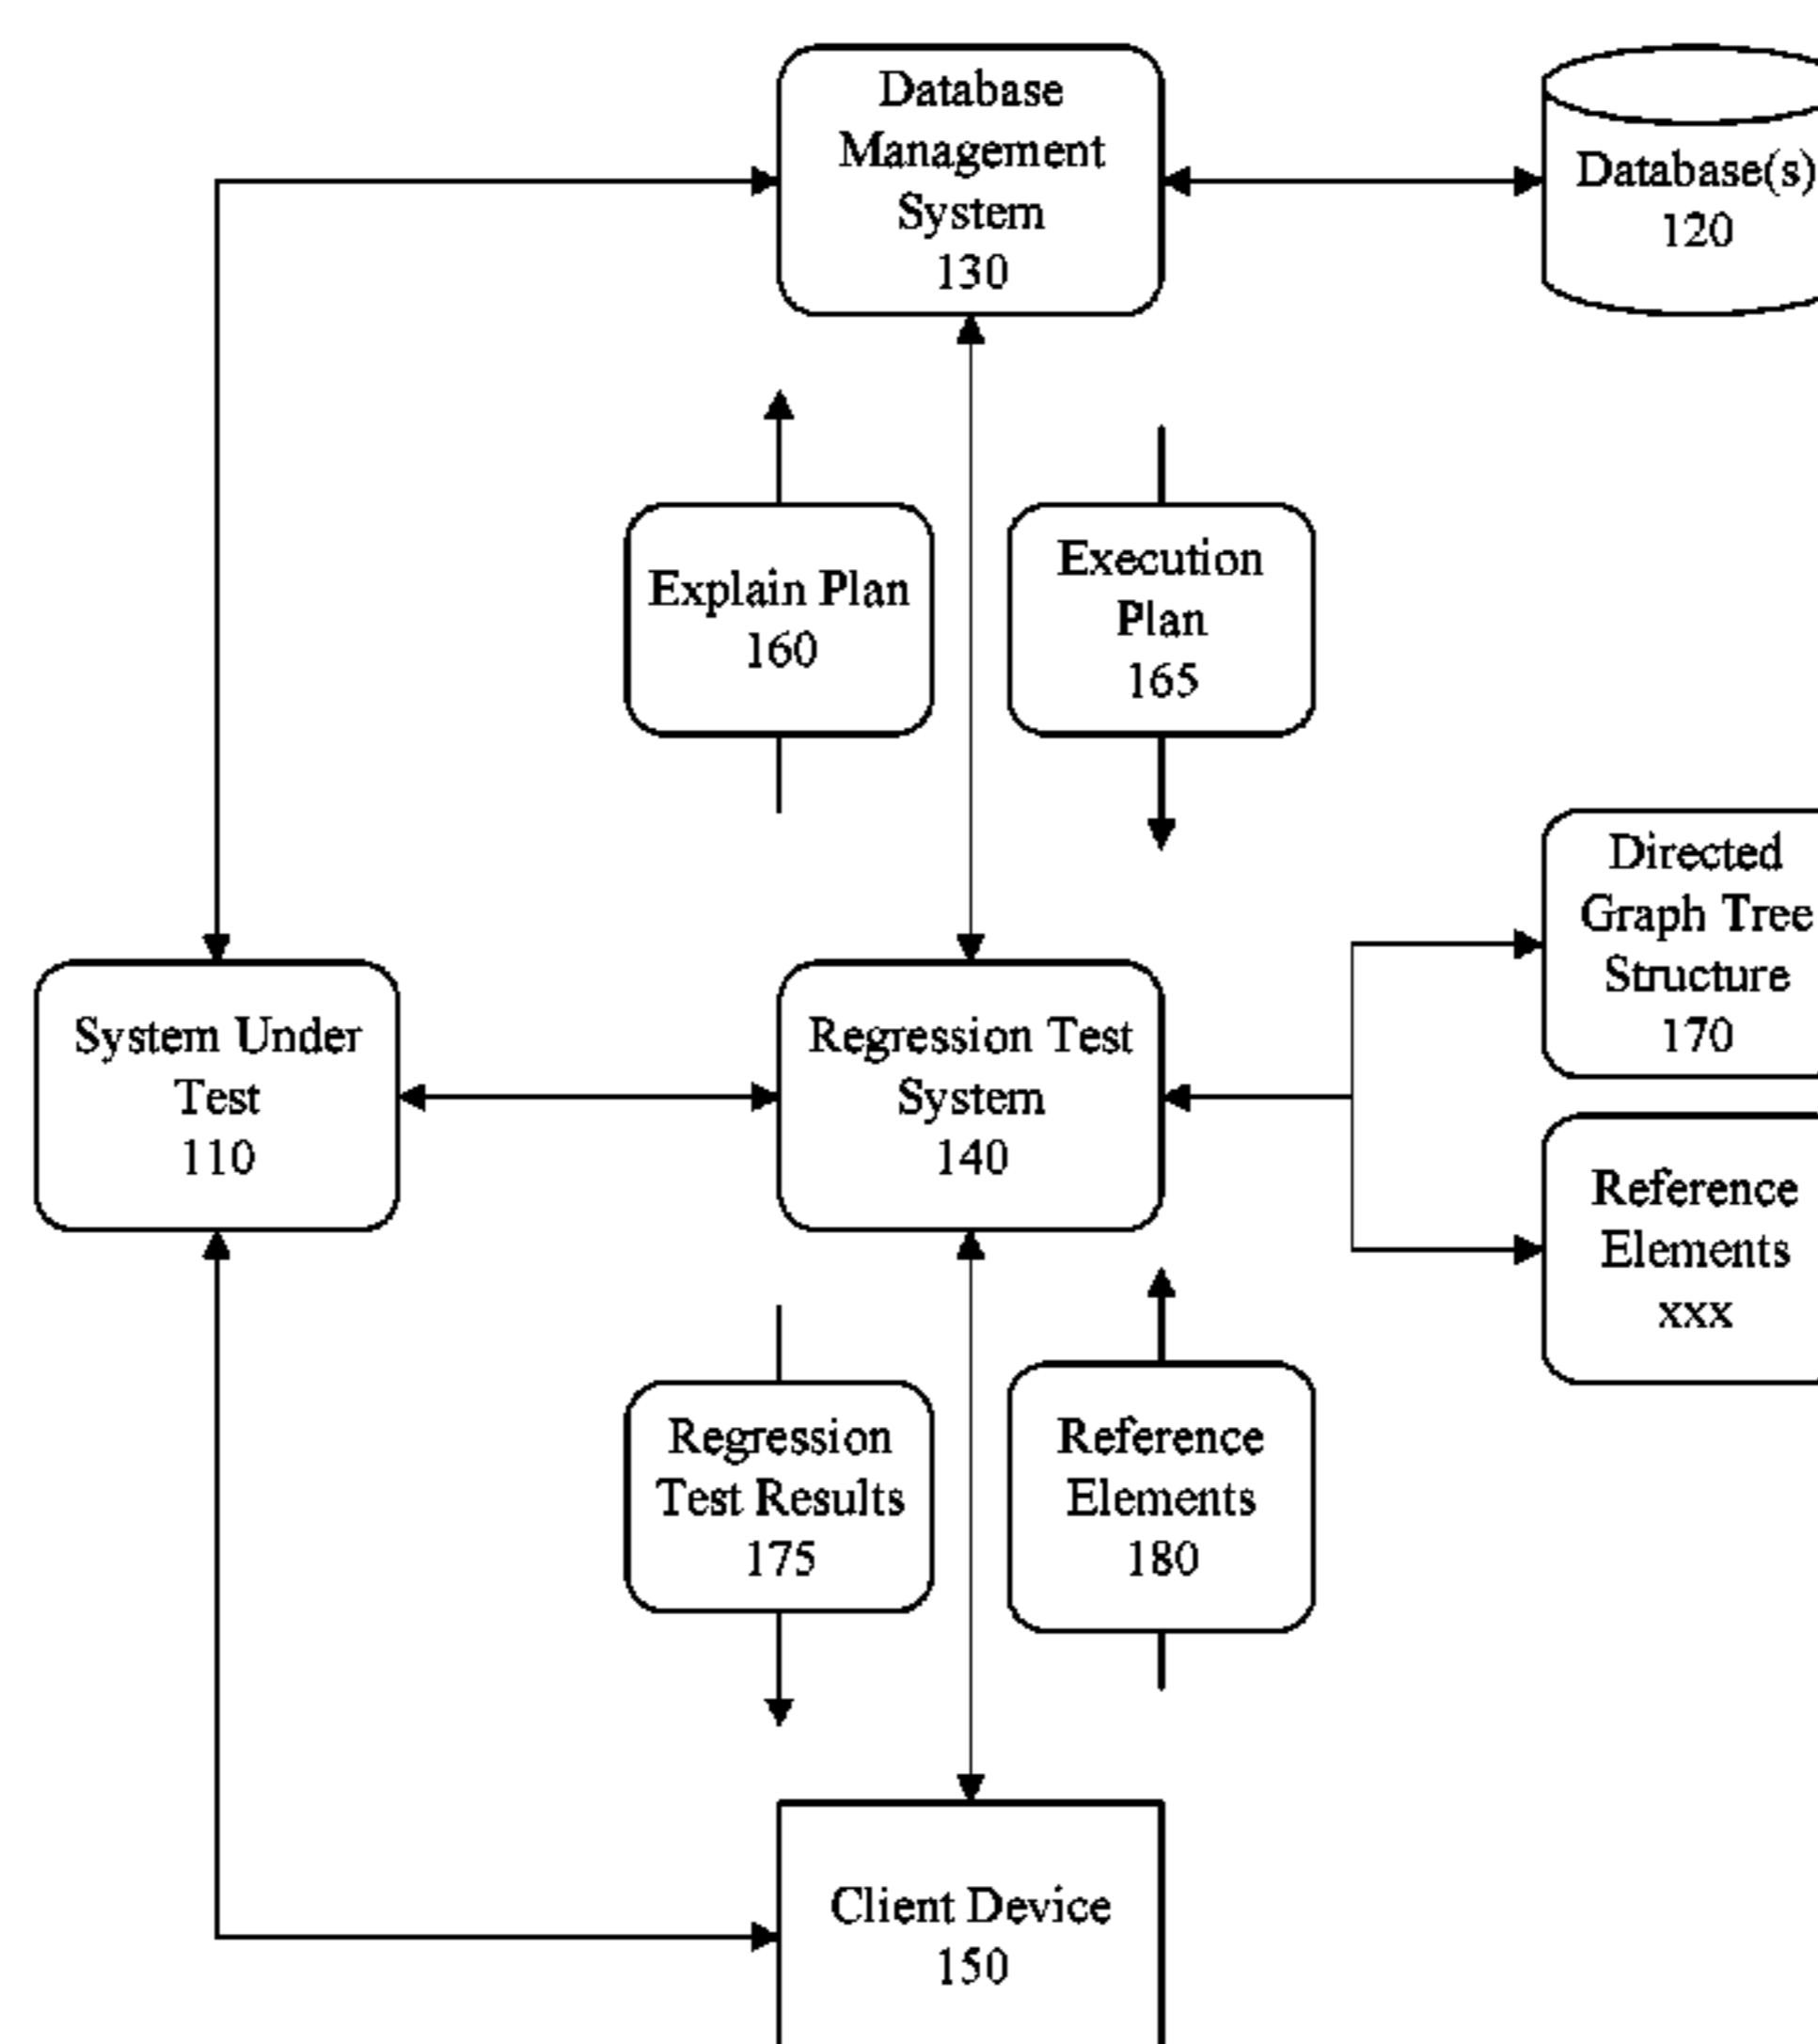 Database
Management
System
130
Database(s)
120
Explain Plan
160
Execution
Plan
165
Directed
Graph Tree
Structure
170
System Under
Test
110
Regression Test
System
140
Reference
Elements
xxx
Regression
Test Results
175
Reference
Elements
180
Client Device
150